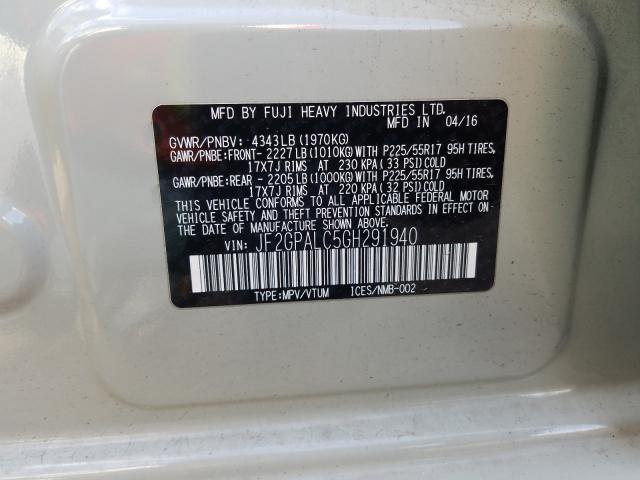 MFD BY FUJI HEAVY INDUSTRIES LTD.
MFD IN 04/16
GVWR/PNBV: 4343LB (1970KG)
GAWR/PNBE:FRONT- 2227LB (1010KG) WITH P225/55R17 95H TIRES,
17X7J RIMS AT 230 KPA (33 PSI) COLD
GAWR/PNBE:REAR - 2205LB (1000KG) WITH P225/55R17 95H TIRES,
17X7J RIMS AT 220 KPA (32 PSI) COLD
THIS VEHICLE CONFORMS TO ALL APPLICABLE FEDERAL MOTOR
VEHICLE SAFETY AND THEFT PREVENTION STANDARDS IN EFFECT ON
THE DATE OF MANUFACTURE SHOWN ABOVE.
VIN: JF2GPALC5GH291940
TYPE:MPV/VTUM ICES/NMB-002